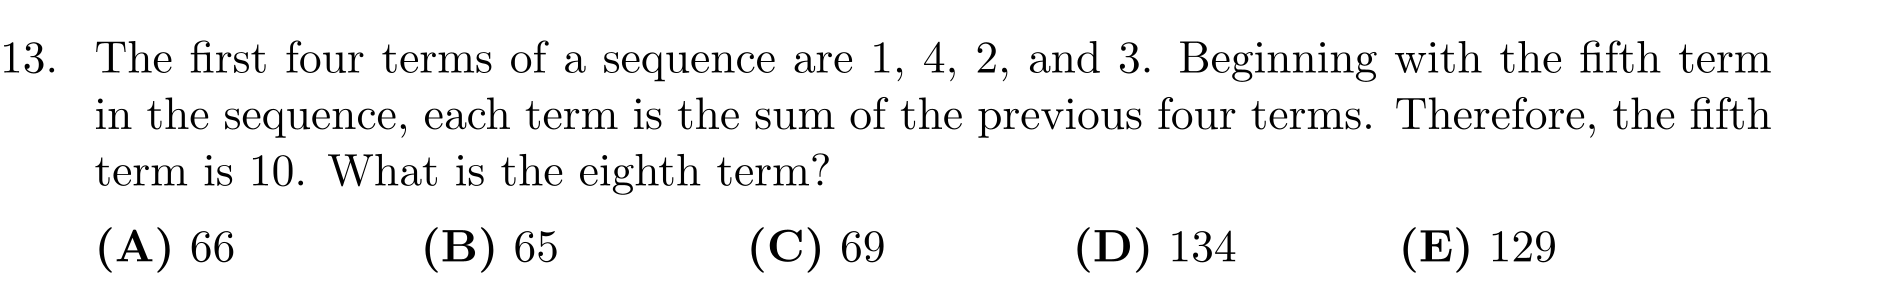 13. The first four terms of a sequence are 1, 4, 2, and 3. Beginning with the fifth term
in the sequence, each term is the sum of the previous four terms. Therefore, the fifth
term is 10. What is the eighth term?
(A) 66 (B) 65 (C) 69 (D) 134 (E) 129